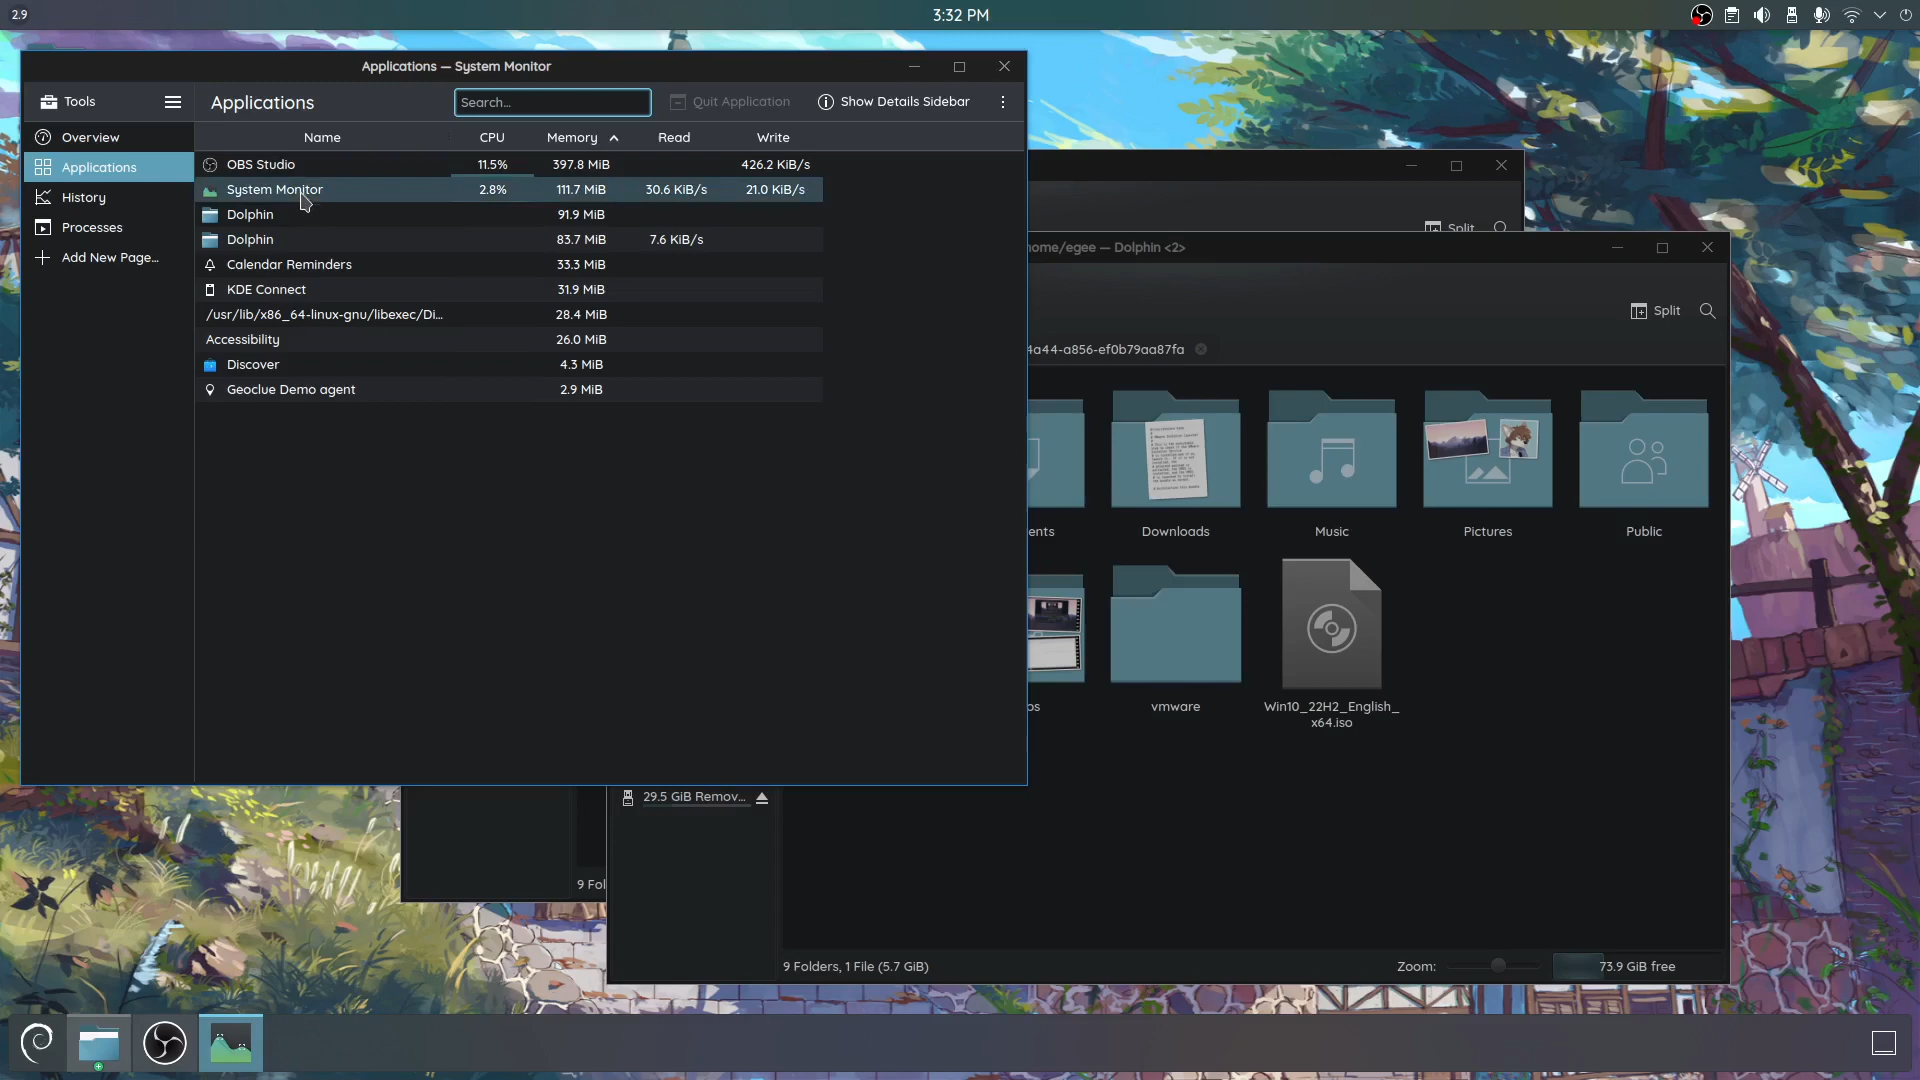 2.9
3:32 PM
Applications — System Monitor
Tools
Applications
Search...
Quit Application
Show Details Sidebar
Overview
Applications
History
Processes
Add New Page…
Name CPU Memory Read Write
OBS Studio 11.5% 397.8 MiB 426.2 KiB/s
System Monitor 2.8% 111.7 MiB 30.6 KiB/s 21.0 KiB/s
Dolphin 91.9 MiB
Dolphin 83.7 MiB 7.6 KiB/s
Calendar Reminders 33.3 MiB
KDE Connect 31.9 MiB
/usr/lib/x86_64-linux-gnu/libexec/Di… 28.4 MiB
Accessibility 26.0 MiB
Discover 4.3 MiB
Geoclue Demo agent 2.9 MiB
Split
ome/egee — Dolphin <2>
Split
4a44-a856-ef0b79aa87fa
ents
Downloads
Music
Pictures
Public
os
vmware
Win10_22H2_English_
x64.iso
29.5 GiB Remov…
9 Fol
9 Folders, 1 File (5.7 GiB)
Zoom:
73.9 GiB free